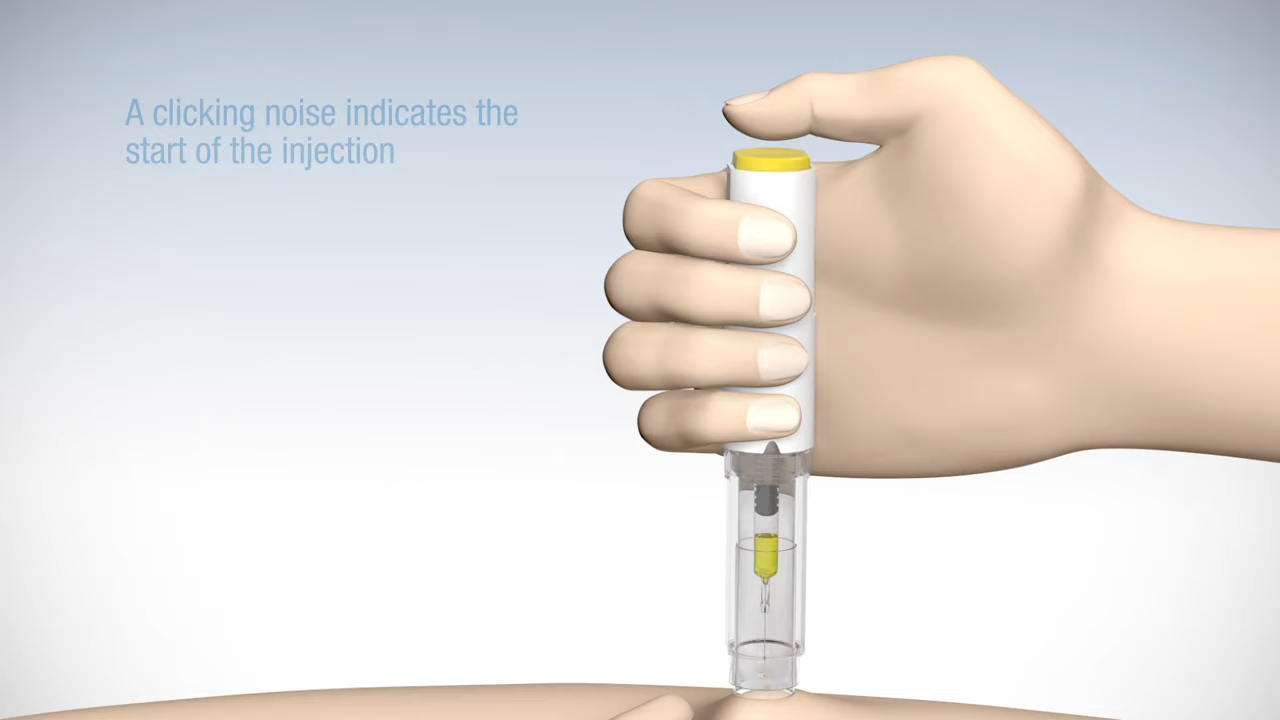 A clicking noise indicates the
start of the injection